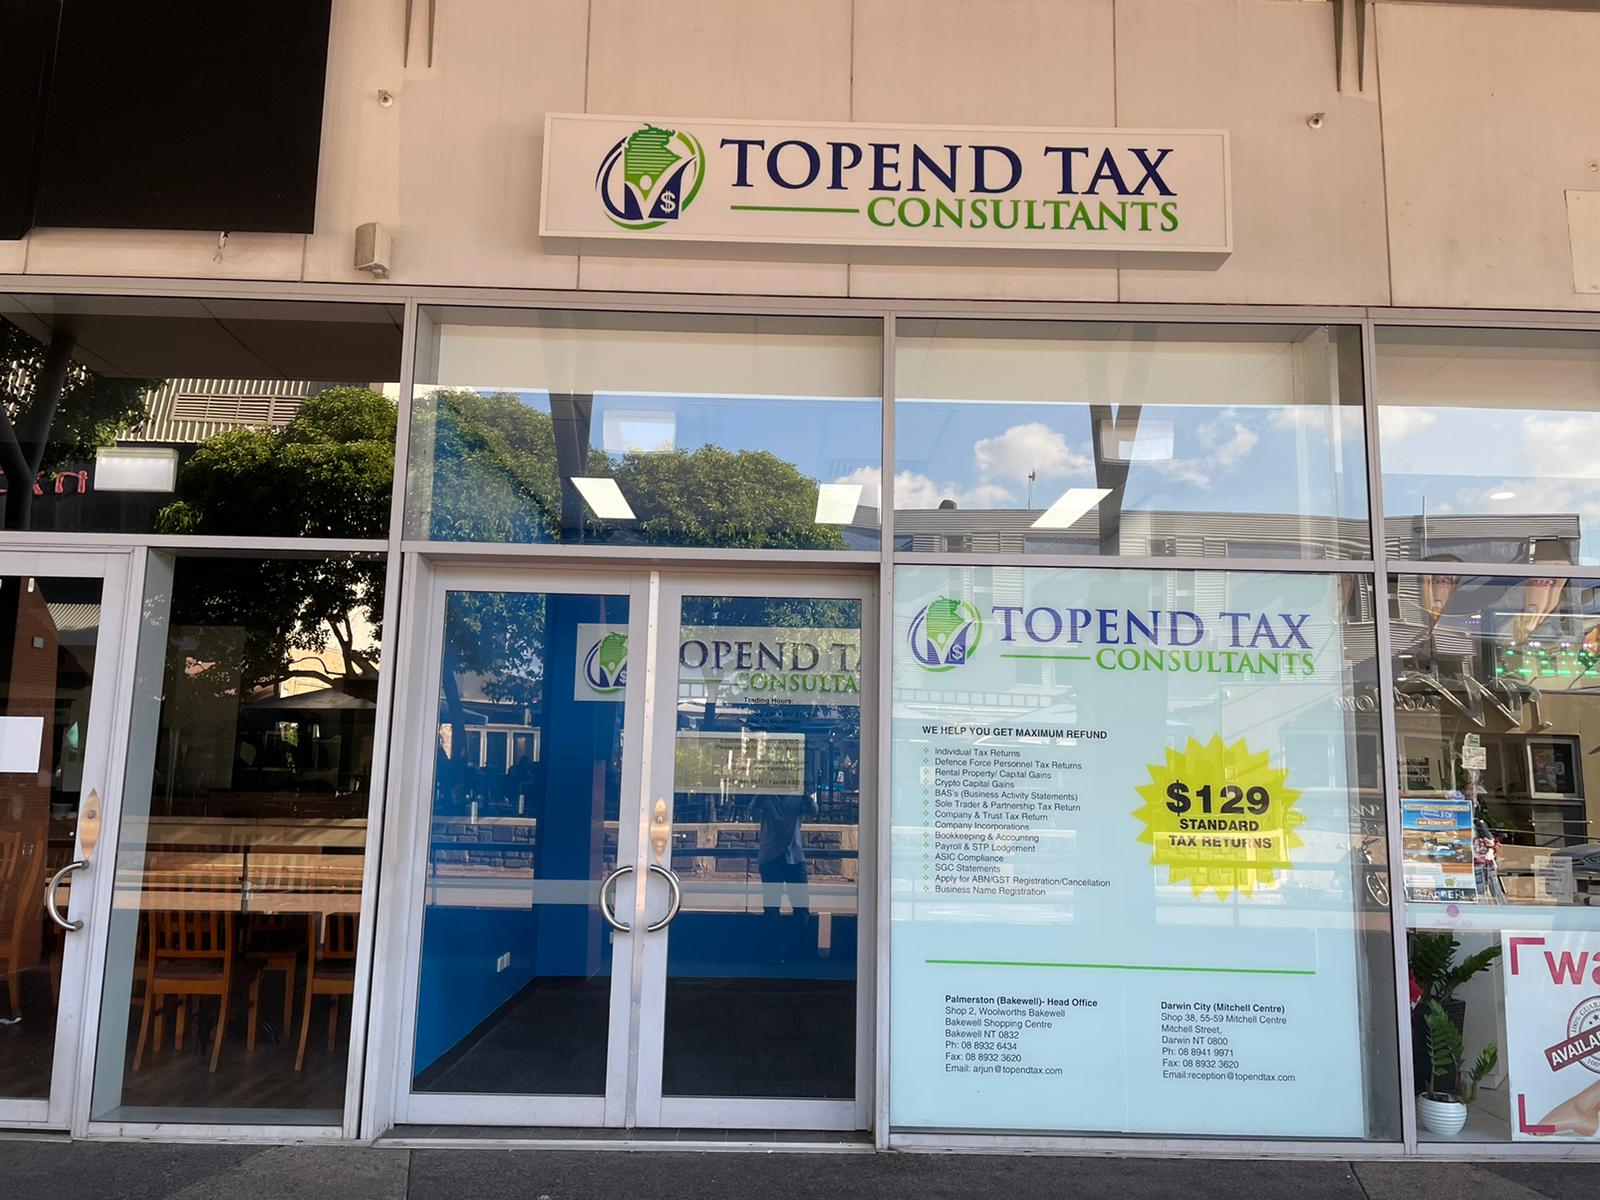 TOPEND TAX
CONSULTANTS
OPEND TA
CONSULTA
Trading Hours:
TOPEND TAX
CONSULTANTS
WE HELP YOU GET MAXIMUM REFUND
Individual Tax Returns
Defence Force Personnel Tax Returns
Rental Property/ Capital Gains
Crypto Capital Gains
BAS's (Business Activity Statements)
Sole Trader & Partnership Tax Return
Company & Trust Tax Return
Company Incorporations
Bookkeeping & Accounting
Payroll & STP Lodgement
ASIC Compliance
SGC Statements
Apply for ABN/GST Registration/Cancellation
Business Name Registration
$129
STANDARD
TAX RETURNS
Palmerston (Bakewell)- Head Office
Shop 2, Woolworths Bakewell
Bakewell Shopping Centre
Bakewell NT 0832
Ph: 08 8932 6434
Fax: 08 8932 3620
Email: arjun@topendtax.com
Darwin City (Mitchell Centre)
Shop 38, 55-59 Mitchell Centre
Mitchell Street,
Darwin NT 0800
Ph: 08 8941 9971
Fax: 08 8932 3620
Email:reception@topendtax.com
wa